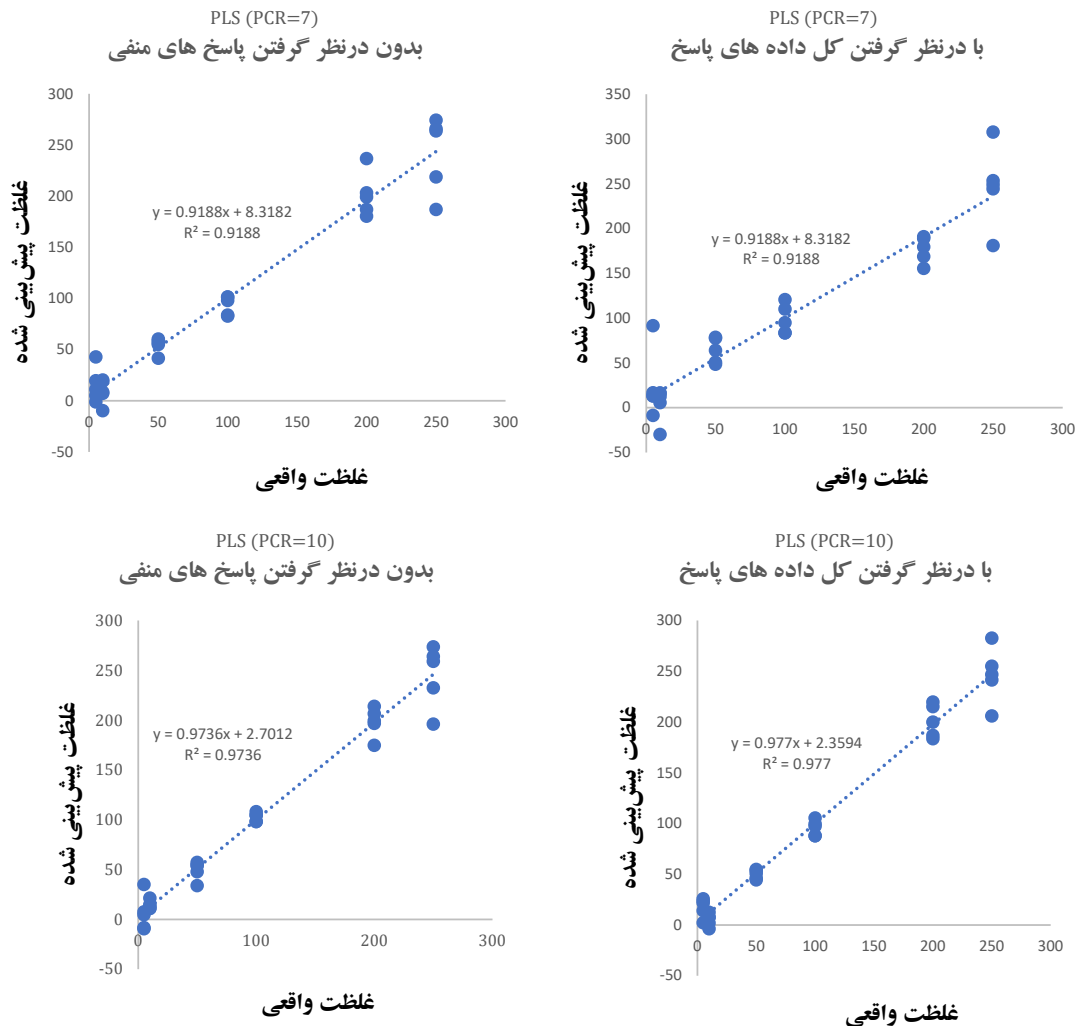 PLS (PCR=7)
بدون درنظر گرفتن پاسخ های منفی
300
250
200
150
100
50
0
-50
0
50
100
150
200
250
300
y = 0.9188x + 8.3182
R² = 0.9188
غلظت پیش‌بینی شده
غلظت واقعی
PLS (PCR=7)
با درنظر گرفتن کل داده های پاسخ
350
300
250
200
150
100
50
0
-50
0
50
100
150
200
250
300
y = 0.9188x + 8.3182
R² = 0.9188
غلظت پیش‌بینی شده
غلظت واقعی
PLS (PCR=10)
بدون درنظر گرفتن پاسخ های منفی
300
250
200
150
100
50
0
-50
0
100
200
300
y = 0.9736x + 2.7012
R² = 0.9736
غلظت پیش‌بینی شده
غلظت واقعی
PLS (PCR=10)
با درنظر گرفتن کل داده های پاسخ
300
250
200
150
100
50
0
-50
0
50
100
150
200
250
300
y = 0.977x + 2.3594
R² = 0.977
غلظت پیش‌بینی شده
غلظت واقعی